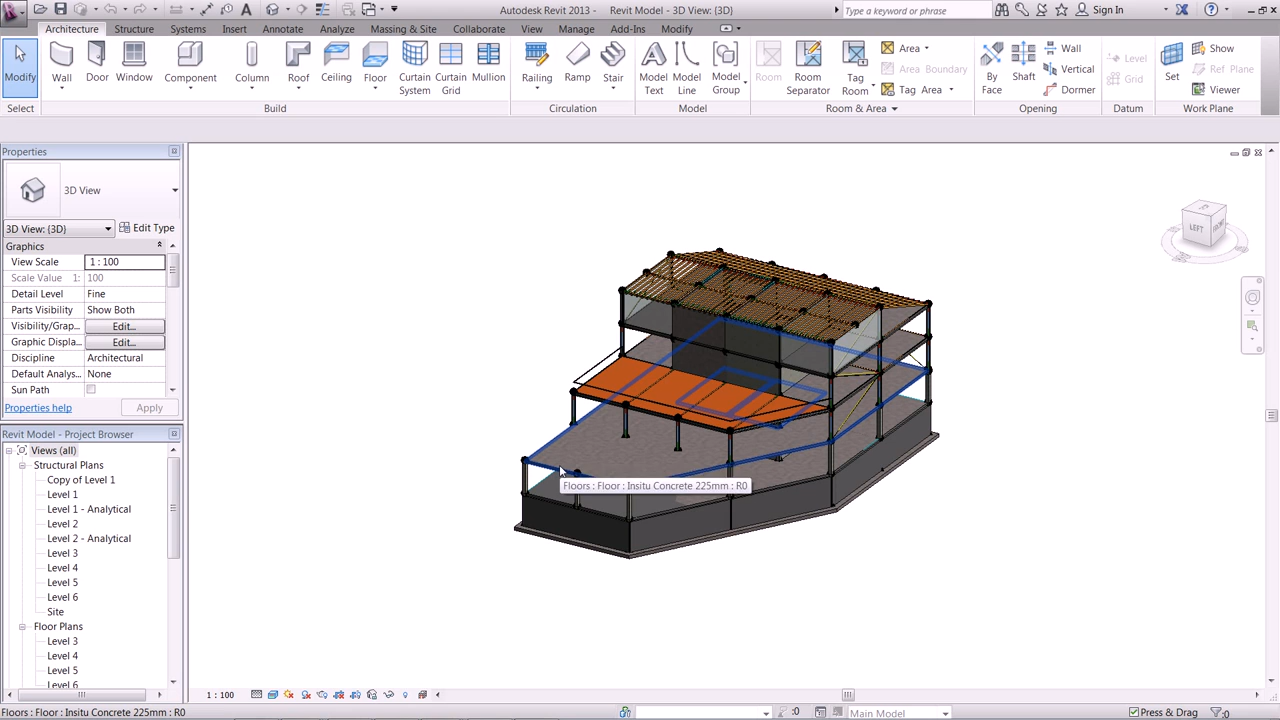 Autodesk Revit 2013 - Revit Model - 3D View: {3D}
Type a keyword or phrase
Sign In
Architecture Structure Systems Insert Annotate Analyze Massing & Site Collaborate View Manage Add-Ins Modify
Modify Wall Door Window Component Column Roof Ceiling Floor Curtain System Curtain Grid Mullion Railing Ramp Stair Model Text Model Line Model Group Room Room Separator Tag Room
Area
Area Boundary
Tag Area
By Face Shaft
Wall
Vertical
Dormer
Level
Grid
Set
Show
Ref Plane
Viewer
Select Build Circulation Model Room & Area Opening Datum Work Plane
Properties
3D View
3D View: {3D} Edit Type
Graphics
View Scale 1 : 100
Scale Value 1: 100
Detail Level Fine
Parts Visibility Show Both
Visibility/Grap... Edit...
Graphic Displa... Edit...
Discipline Architectural
Default Analys... None
Sun Path
Properties help Apply
Revit Model - Project Browser
Views (all)
Structural Plans
Copy of Level 1
Level 1
Level 1 - Analytical
Level 2
Level 2 - Analytical
Level 3
Level 4
Level 5
Level 6
Site
Floor Plans
Level 3
Level 4
Level 5
Level 6
LEFT
Floors : Floor : Insitu Concrete 225mm : R0
1 : 100
Floors : Floor : Insitu Concrete 225mm : R0
:0
Main Model
Press & Drag
:0